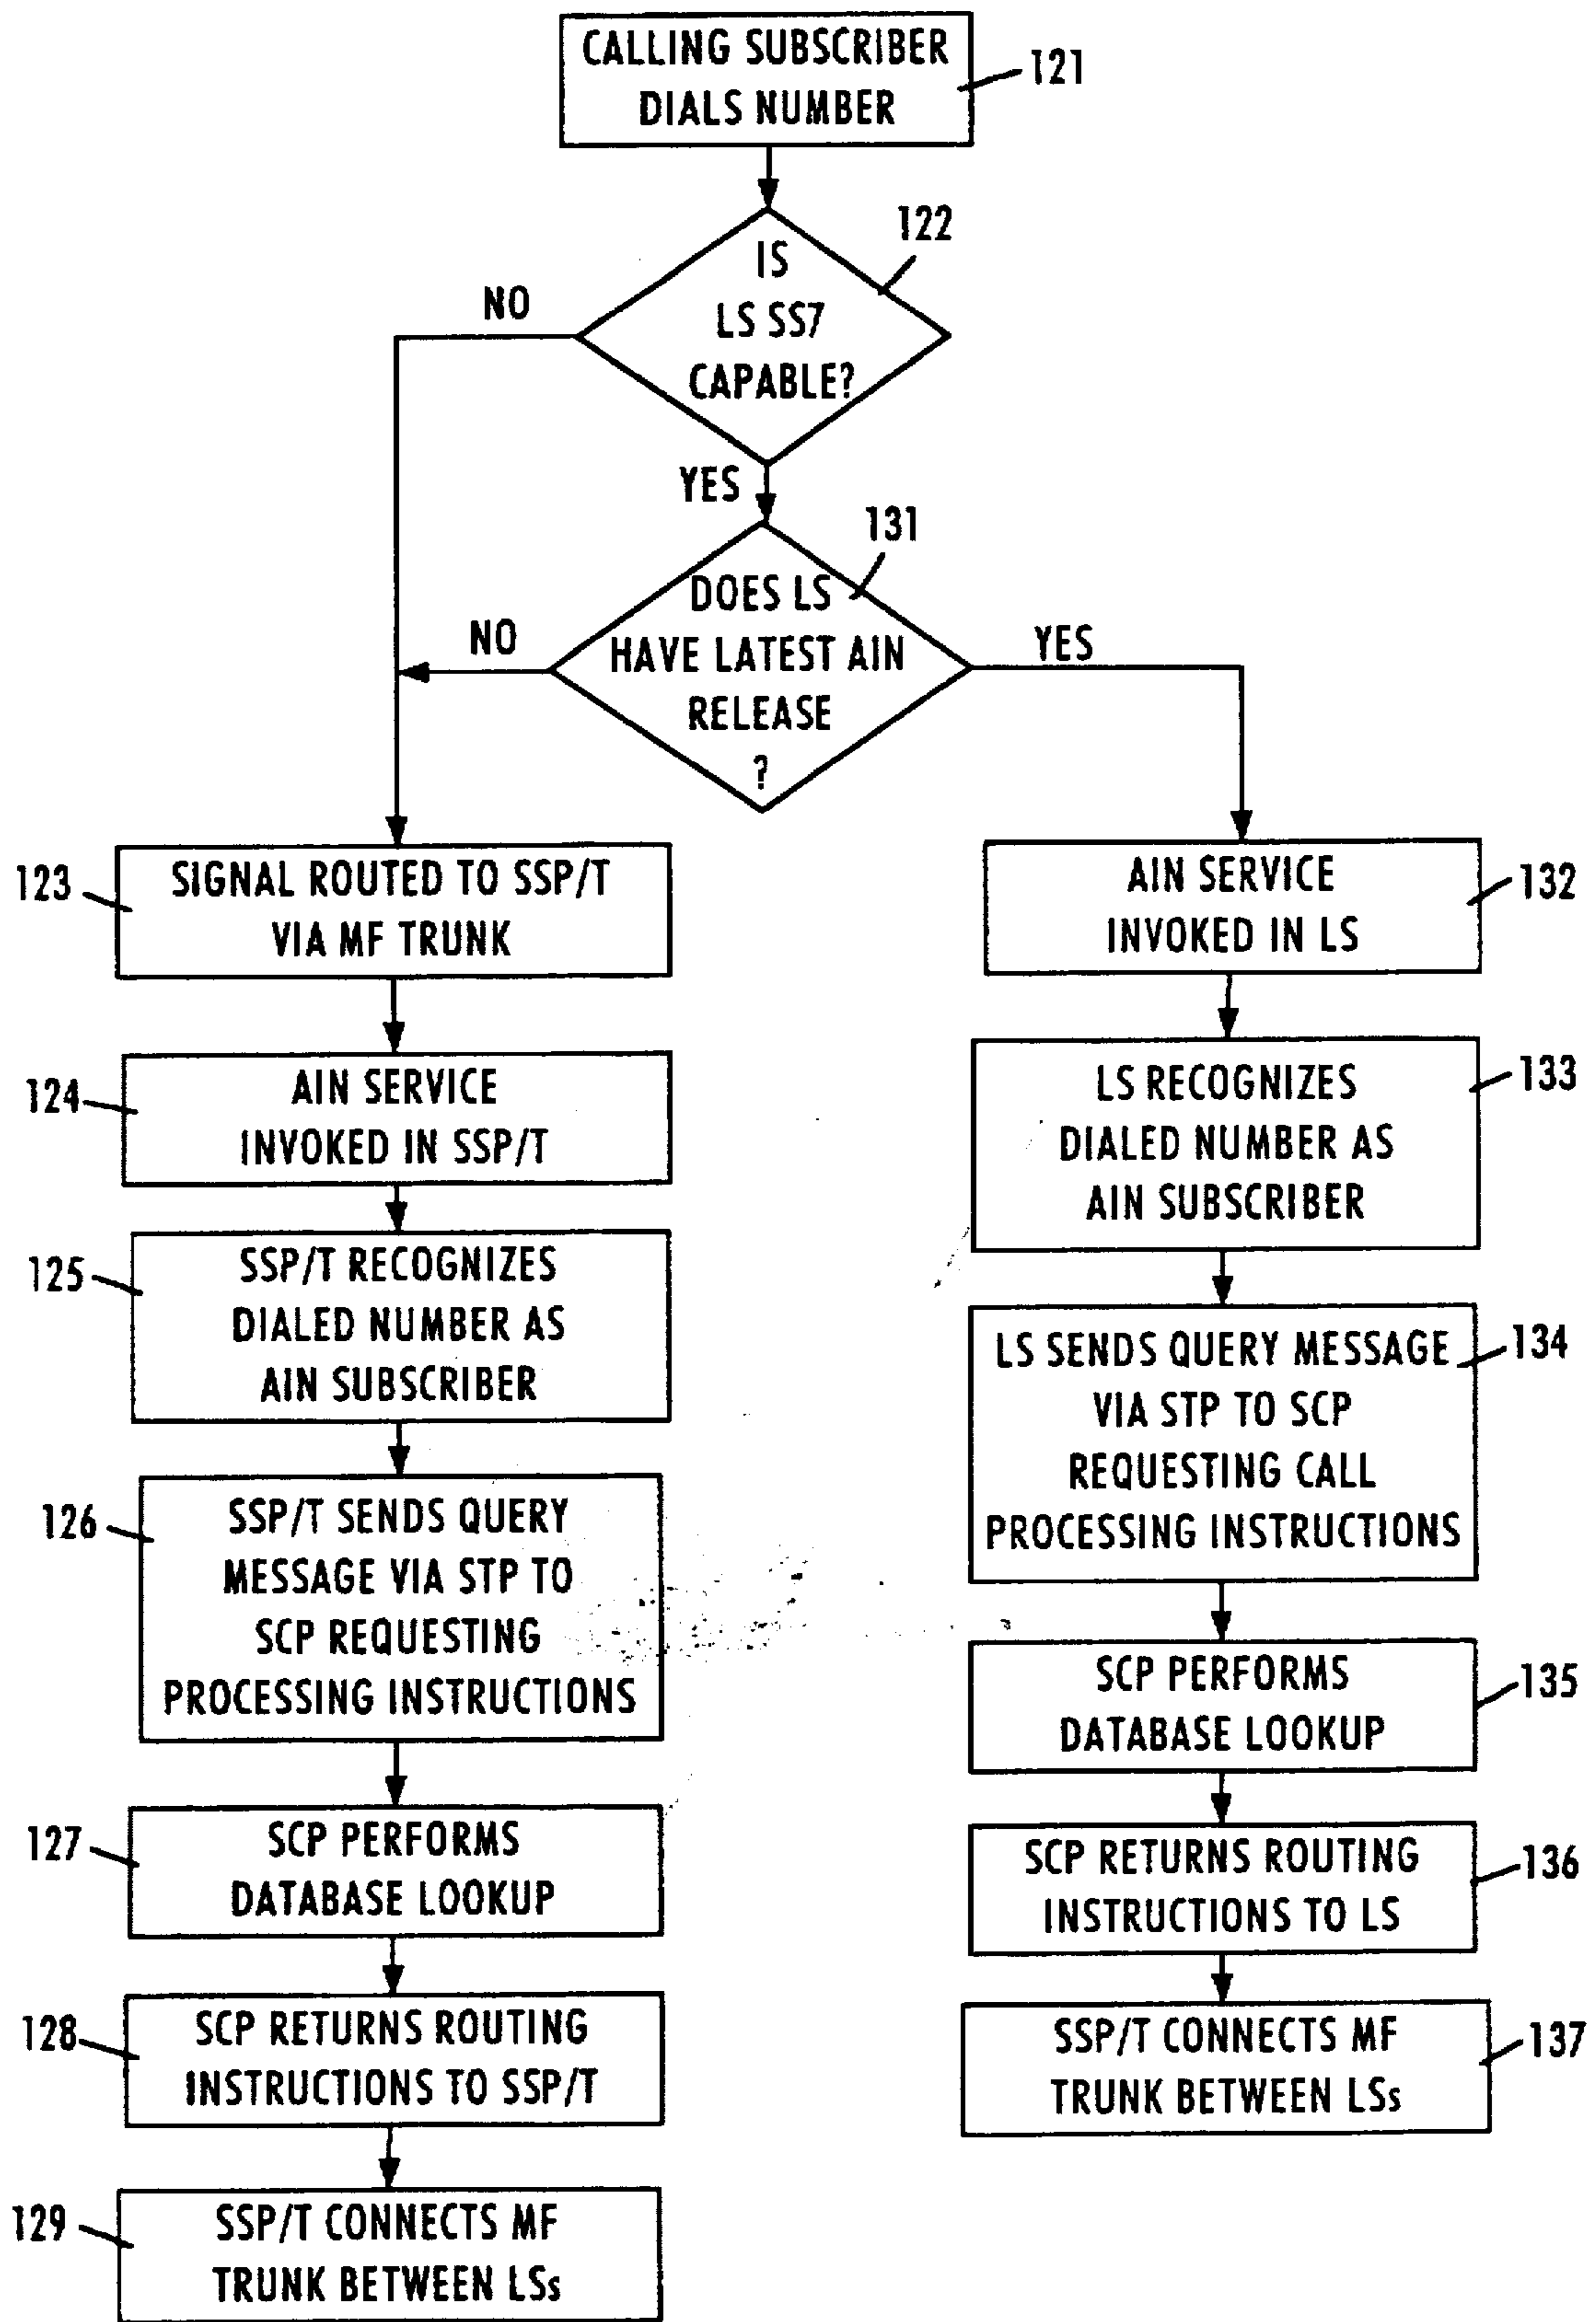 CALLING SUBSCRIBER
DIALS NUMBER
121
122
IS
LS SS7
CAPABLE?
NO
YES
131
DOES LS
HAVE LATEST AIN
RELEASE
?
NO
YES
123
SIGNAL ROUTED TO SSP/T
VIA MF TRUNK
124
AIN SERVICE
INVOKED IN SSP/T
125
SSP/T RECOGNIZES
DIALED NUMBER AS
AIN SUBSCRIBER
126
SSP/T SENDS QUERY
MESSAGE VIA STP TO
SCP REQUESTING
PROCESSING INSTRUCTIONS
127
SCP PERFORMS
DATABASE LOOKUP
128
SCP RETURNS ROUTING
INSTRUCTIONS TO SSP/T
129
SSP/T CONNECTS MF
TRUNK BETWEEN LSs
AIN SERVICE
INVOKED IN LS
132
LS RECOGNIZES
DIALED NUMBER AS
AIN SUBSCRIBER
133
LS SENDS QUERY MESSAGE
VIA STP TO SCP
REQUESTING CALL
PROCESSING INSTRUCTIONS
134
SCP PERFORMS
DATABASE LOOKUP
135
SCP RETURNS ROUTING
INSTRUCTIONS TO LS
136
SSP/T CONNECTS MF
TRUNK BETWEEN LSs
137